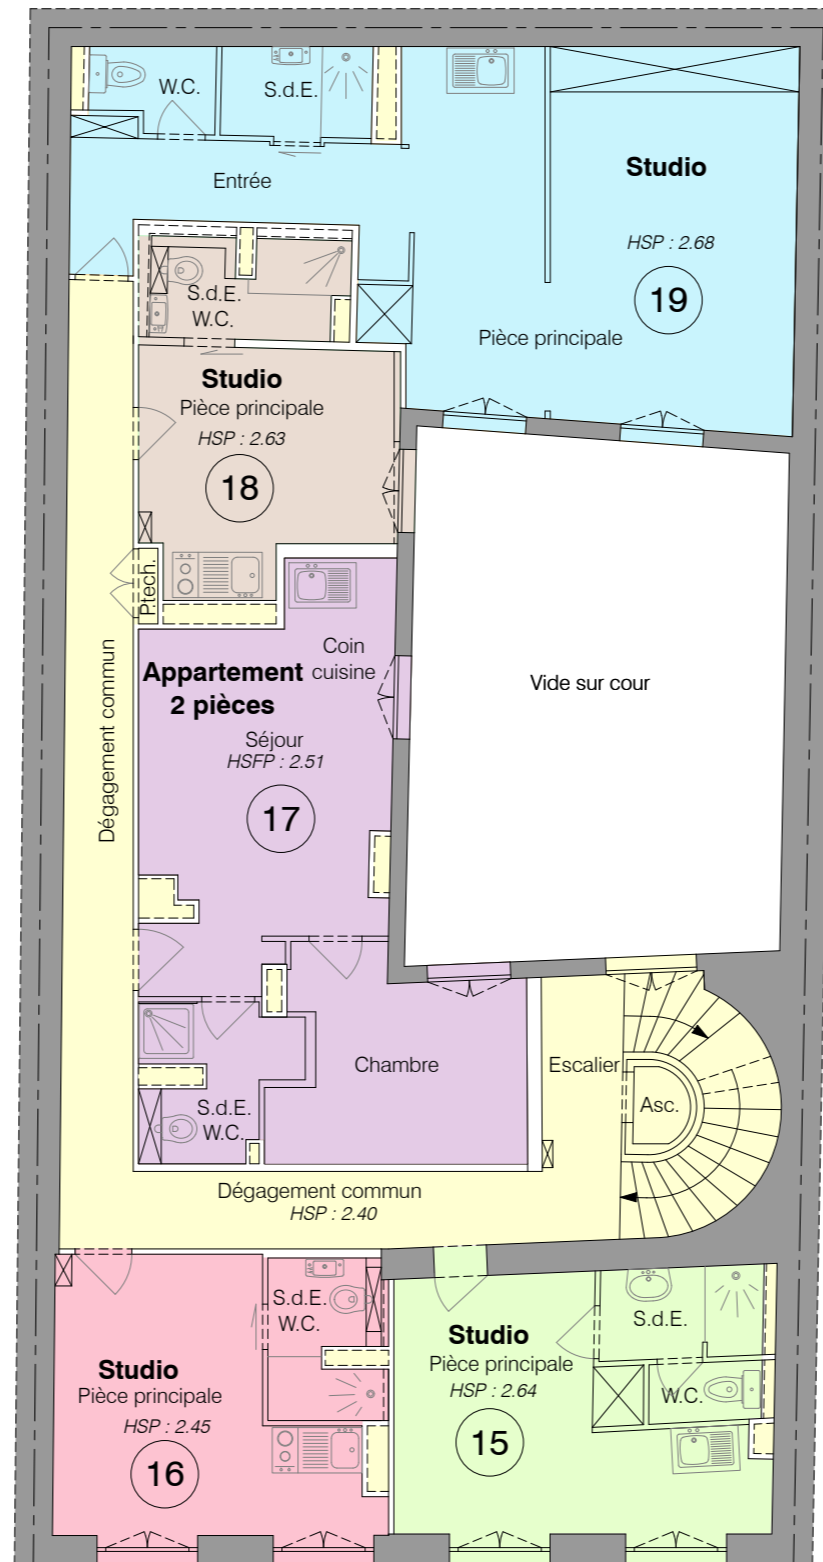 W.C.
S.d.E.
Entrée
Studio
HSP : 2.68
19
Pièce principale
S.d.E.
W.C.
Studio
Pièce principale
HSP : 2.63
18
P.tech.
Dégagement commun
Coin
cuisine
Appartement
2 pièces
Séjour
HSFP : 2.51
17
Vide sur cour
Chambre
Escalier
Asc.
S.d.E.
W.C.
Dégagement commun
HSP : 2.40
S.d.E.
W.C.
Studio
Pièce principale
HSP : 2.45
16
S.d.E.
Studio
Pièce principale
HSP : 2.64
W.C.
15